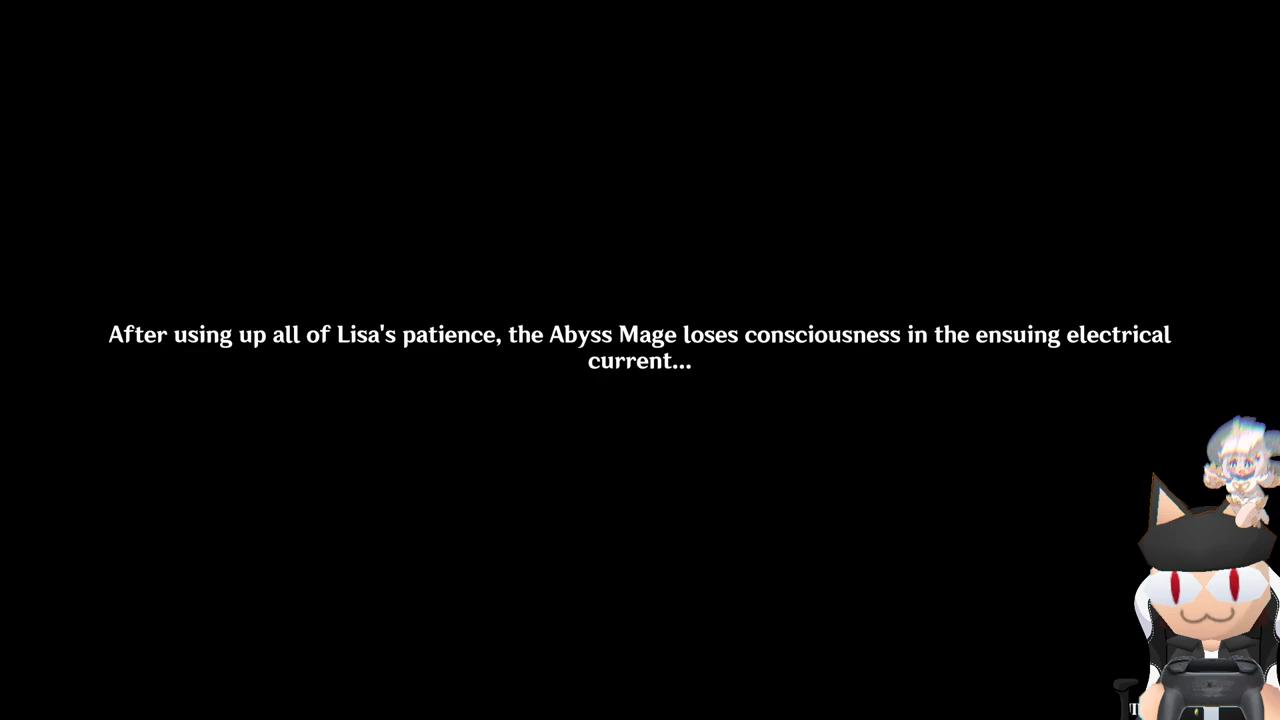 After using up all of Lisa's patience, the Abyss Mage loses consciousness in the ensuing electrical
current...